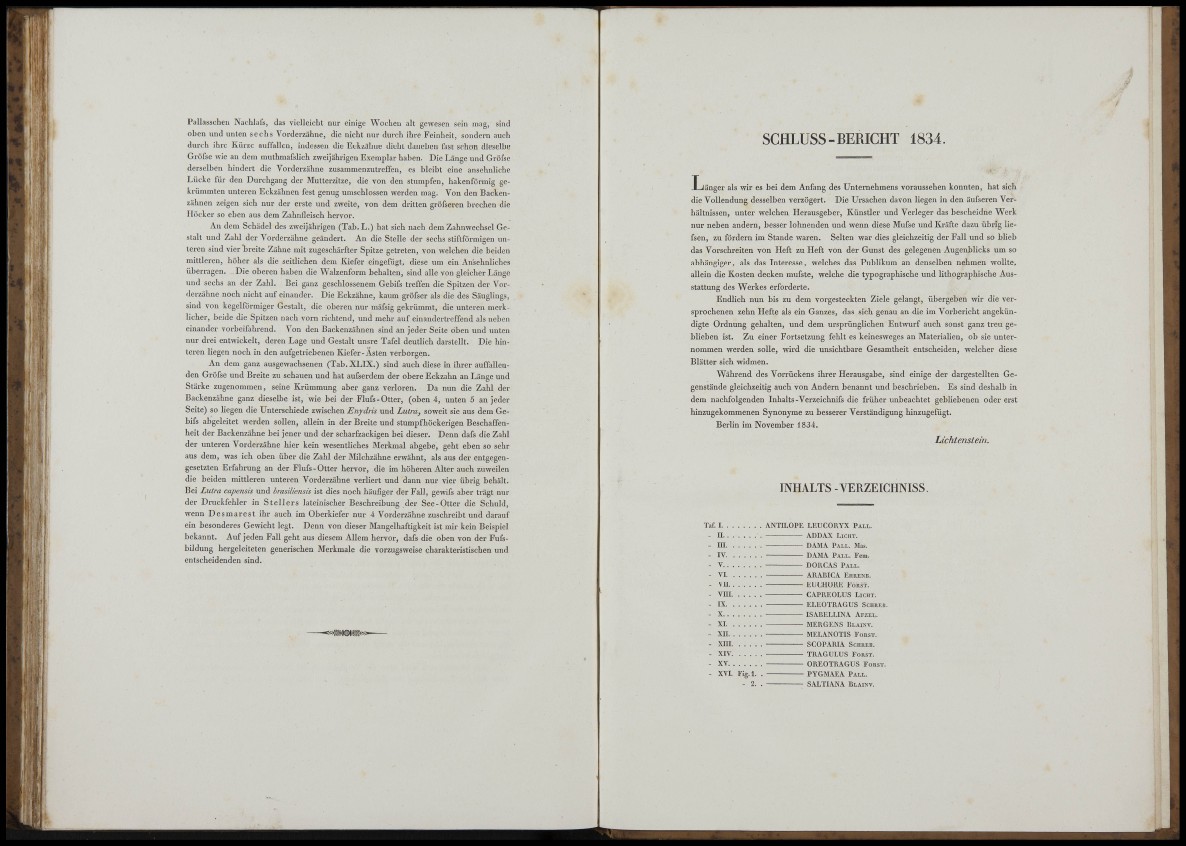 Pallasschen Nachlaſs, das vielleicht nur einige Wochen alt gewesen sein mag, sind
oben und unten sechs Vorderzähne, die nicht nur durch ihre Feinheit, sondern auch
durch ihre Kürze auffallen, indessen die Eckzähne dicht daneben fast schon dieselbe
Gröſse wie an dem muthmaſslich zweijährigen Exemplar haben. Die Länge und Gröſse
derselben hindert die Vorderzähne zusammenzutreffen, es bleibt eine ansehnliche
Lücke für den Durchgang der Mutterzitze, die von den stumpfen, hakenförmig ge-
krümmten unteren Eckzähnen fest genug umschlossen werden mag. Von den Backen-
zähnen zeigen sich nur der erste und zweite, von dem dritten gröſseren brechen die
Höcker so eben aus dem Zahnfleisch hervor.
An dem Schädel des zweijährigen (Tab. L.) hat sich nach dem Zahnwechsel Ge-
stalt und Zahl der Vorderzähne geändert. An die Stelle der sechs stiftförmigen un-
teren sind vier breite Zähne mit zugeschärfter Spitze getreten, von welchen die beiden
mittleren, höher als die seitlichen dem Kiefer eingefügt, diese um ein Ansehnliches
überragen. Die oberen haben die Walzenform behalten, sind alle von gleicher Länge
und sechs an der Zahl. Bei ganz geschlossenem Gebiſs treffen die Spitzen der Vor-
derzähne noch nicht auf einander. Die Eckzähne, kaum gröſser als die des Säuglings,
sind von kegelförmiger Gestalt, die oberen nur mäſsig gekrümmt, die unteren merk-
licher, beide die Spitzen nach vorn richtend, und mehr auf einandertreffend als neben
einander vorbeifahrend. Von den Backenzähnen sind an jeder Seite oben und unten
nur drei entwickelt, deren Lage und Gestalt unsre Tafel deutlich darstellt. Die hin-
teren liegen noch in den aufgetriebenen Kiefer-Ästen verborgen.
An dem ganz ausgewachsenen (Tab. XLIX.) sind auch diese in ihrer auffallen-
den Gröſse und Breite zu schauen und hat auſserdem der obere Eckzahn an Länge und
Stärke zugenommen, seine Krümmung aber ganz verloren. Da nun die Zahl der
Backenzähne ganz dieselbe ist, wie bei der Fluſs-Otter, (oben 4, unten 5 an jeder
Seite) so liegen die Unterschiede zwischen Enydris und Lutra, soweit sie aus dem Ge-
biſs abgeleitet werden sollen, allein in der Breite und stumpfhöckerigen Beschaffen-
heit der Backenzähne bei jener und der scharfzackigen bei dieser. Denn daſs die Zahl
der unteren Vorderzähne hier kein wesentliches Merkmal abgebe, geht eben so sehr
aus dem, was ich oben über die Zahl der Milchzähne erwähnt, als aus der entgegen-
gesetzten Erfahrung an der Fluſs-Otter hervor, die im höheren Alter auch zuweilen
die beiden mittleren unteren Vorderzähne verliert und dann nur vier übrig behält.
Bei Lutra capensis und brasiliensis ist dies noch häufiger der Fall, gewiſs aber trägt nur
der Druckfehler in Stellers lateinischer Beschreibung der See-Otter die Schuld,
wenn Desmarest ihr auch im Oberkiefer nur 4 Vorderzähne zuschreibt und darauf
ein besonderes Gewicht legt. Denn von dieser Mangelhaftigkeit ist mir kein Beispiel
bekannt. Auf jeden Fall geht aus diesem Allem hervor, daſs die oben von der Fuſs-
bildung hergeleiteten generischen Merkmale die vorzugsweise charakteristischen und
entscheidenden sind.
SCHLUSS-BERICHT 1834.
Länger als wir es bei dem Anfang des Unternehmens voraussehen konnten, hat sich
die Vollendung desselben verzögert. Die Ursachen davon liegen in den äuſseren Ver-
hältnissen, unter welchen Herausgeber, Künstler und Verleger das bescheidne Werk
nur neben andern, besser lohnenden und wenn diese Muſse und Kräfte dazu übrig lie-
ſsen, zu fördern im Stande waren. Selten war dies gleichzeitig der Fall und so blieb
das Vorschreiten von Heft zu Heft von der Gunst des gelegenen Augenblicks um so
abhängiger, als das Interesse, welches das Publikum an denselben nehmen wollte,
allein die Kosten decken muſste, welche die typographische und lithographische Aus-
stattung des Werkes erforderte.
Endlich nun bis zu dem vorgesteckten Ziele gelangt, übergeben wir die ver-
sprochenen zehn Hefte als ein Ganzes, das sich genau an die im Vorbericht angekün-
digte Ordnung gehalten, und dem ursprünglichen Entwurf auch sonst ganz treu ge-
blieben ist. Zu einer Fortsetzung fehlt es keinesweges an Materialien, ob sie unter-
nommen werden solle, wird die unsichtbare Gesamtheit entscheiden, welcher diese
Blätter sich widmen.
Während des Vorrückens ihrer Herausgabe, sind einige der dargestellten Ge-
genstände gleichzeitig auch von Andern benannt und beschrieben. Es sind deshalb in
dem nachfolgenden Inhalts-Verzeichniſs die früher unbeachtet gebliebenen oder erst
hinzugekommenen Synonyme zu besserer Verständigung hinzugefügt.
Berlin im November 1834.
Lichtenstein.
INHALTS-VERZEICHNISS.
Taf. I. . . . . . . . ANTILOPE LEUCORYX PALL.
- II. . . . . . . . ——— ADDAX LICHT.
- III. . . . . . . ——— DAMA PALL. Mas.
- IV. . . . . . . ——— DAMA PALL. Fem.
- V. . . . . . . . ——— DORCAS PALL.
- VI. . . . . . . ——— ARABICA EHRENB.
- VII. . . . . . . ——— EUCHORE FORST.
- VIII. . . . . . ——— CAPREOLUS LICHT.
- IX. . . . . . . ——— ELEOTRAGUS SCHREB.
- X. . . . . . . . ——— ISABELLINA AFZEL.
- XI. . . . . . . ——— MERGENS BLAINV.
- XII. . . . . . . ——— MELANOTIS FORST.
- XIII. . . . . . ——— SCOPARIA SCHREB.
- XIV. . . . . . ——— TRAGULUS FORST.
- XV. . . . . . . ——— OREOTRAGUS FORST.
- XVI. Fig. 1. . ——— PYGMAEA PALL.
- 2. . ——— SALTIANA BLAINV.